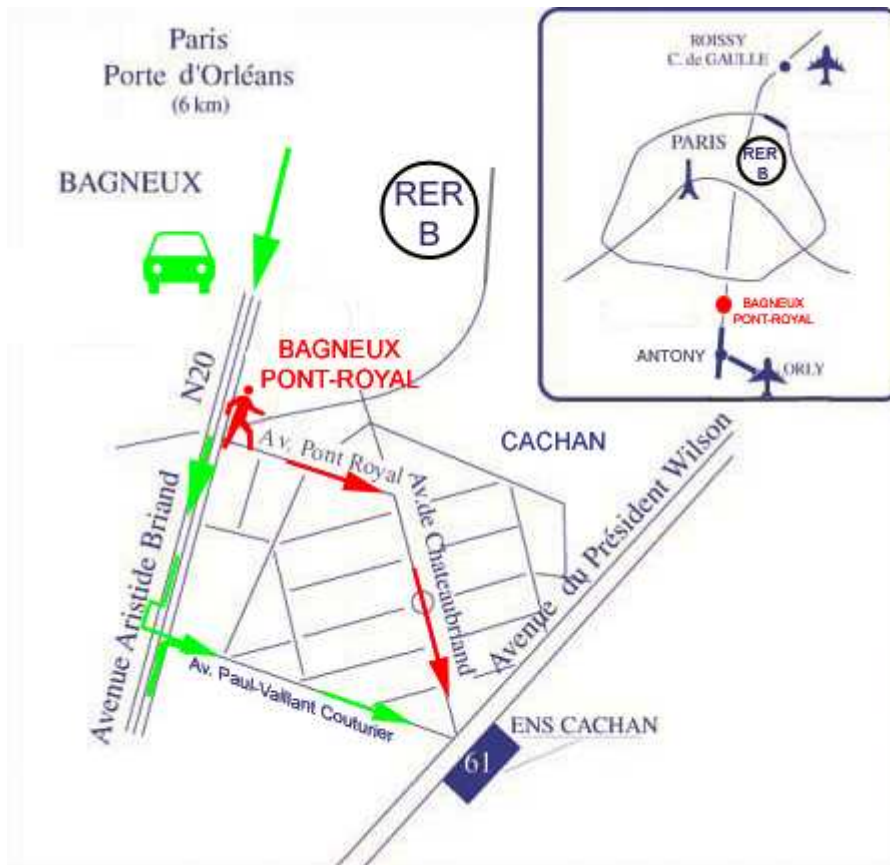 Paris
Porte d'Orléans
(6 km)
BAGNEUX
RER
B
ROISSY
C. de GAULLE
PARIS
RER
B
BAGNEUX
PONT-ROYAL
ANTONY
ORLY
N20
BAGNEUX
PONT-ROYAL
Av. Pont Royal
CACHAN
Av.de Chateaubriand
Avenue du Président Wilson
Avenue Aristide Briand
Av. Paul-Vaillant Couturier
ENS CACHAN
61